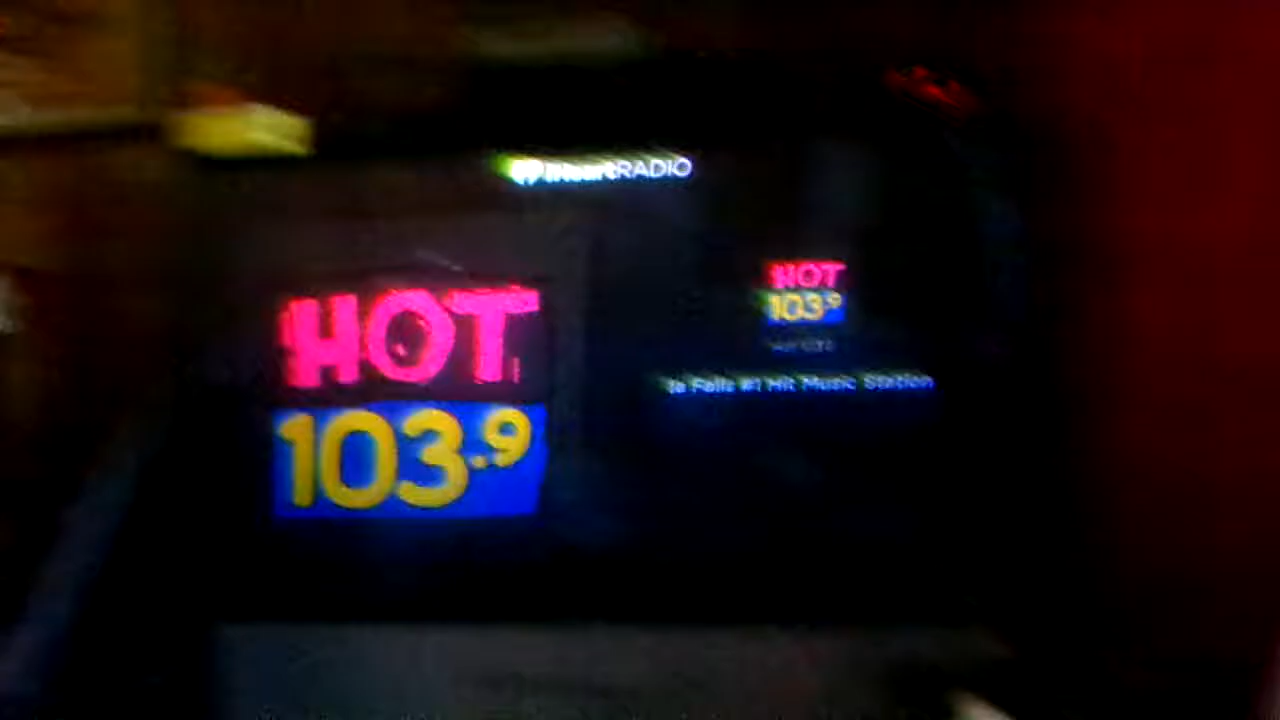 iHeartRADIO
HOT
103.9
HOT
103.9
Falls #1 Hit Music Station